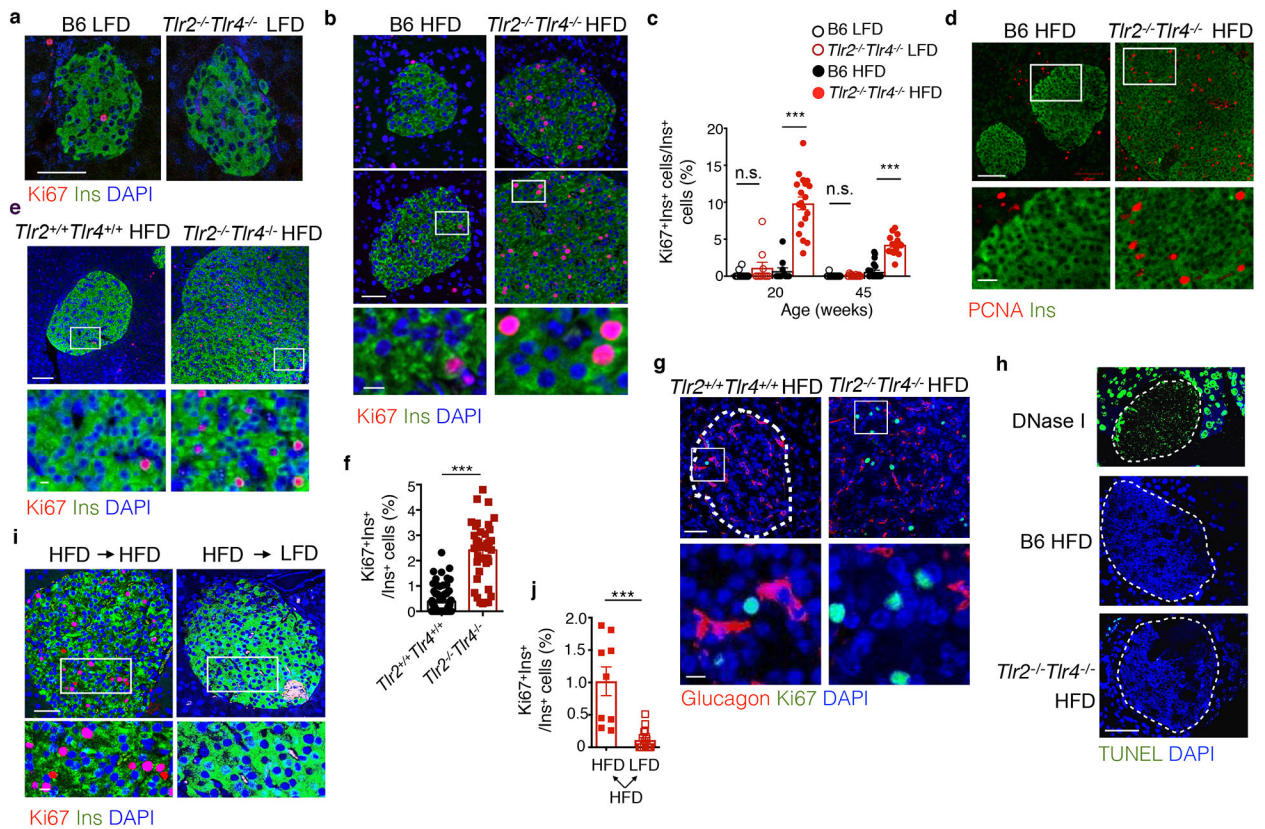 a
B6 LFD
Tlr2-/-Tlr4-/- LFD
Ki67 Ins DAPI
b
B6 HFD
Tlr2-/-Tlr4-/- HFD
Ki67 Ins DAPI
c
B6 LFD
Tlr2-/-Tlr4-/- LFD
B6 HFD
Tlr2-/-Tlr4-/- HFD
Ki67+Ins+ cells/Ins+
cells (%)
20
15
10
5
0
n.s.
***
n.s.
***
20
45
Age (weeks)
d
B6 HFD
Tlr2-/-Tlr4-/- HFD
PCNA Ins
e
Tlr2+/+Tlr4+/+ HFD
Tlr2-/-Tlr4-/- HFD
Ki67 Ins DAPI
f
Ki67+Ins+
/Ins+ cells (%)
5
4
3
2
1
0
***
Tlr2+/+Tlr4+/+
Tlr2-/-Tlr4-/-
g
Tlr2+/+Tlr4+/+ HFD
Tlr2-/-Tlr4-/- HFD
Glucagon Ki67 DAPI
h
DNase I
B6 HFD
Tlr2-/-Tlr4-/-
HFD
TUNEL DAPI
i
HFD → HFD
HFD → LFD
Ki67 Ins DAPI
j
Ki67+Ins+
/Ins+ cells (%)
2.0
1.5
1.0
0.5
0
***
HFD LFD
HFD